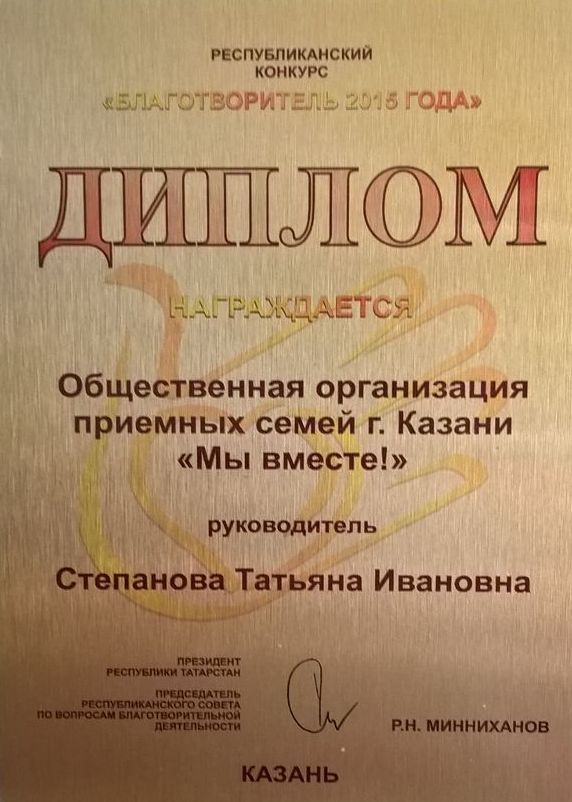 РЕСПУБЛИКАНСКИЙ
КОНКУРС
«БЛАГОТВОРИТЕЛЬ 2015 ГОДА»
ДИПЛОМ
НАГРАЖДАЕТСЯ
Общественная организация
приемных семей г. Казани
«Мы вместе!»
руководитель
Степанова Татьяна Ивановна
ПРЕЗИДЕНТ
РЕСПУБЛИКИ ТАТАРСТАН
ПРЕДСЕДАТЕЛЬ
РЕСПУБЛИКАНСКОГО СОВЕТА
ПО ВОПРОСАМ БЛАГОТВОРИТЕЛЬНОЙ
ДЕЯТЕЛЬНОСТИ
Р.Н. МИННИХАНОВ
КАЗАНЬ